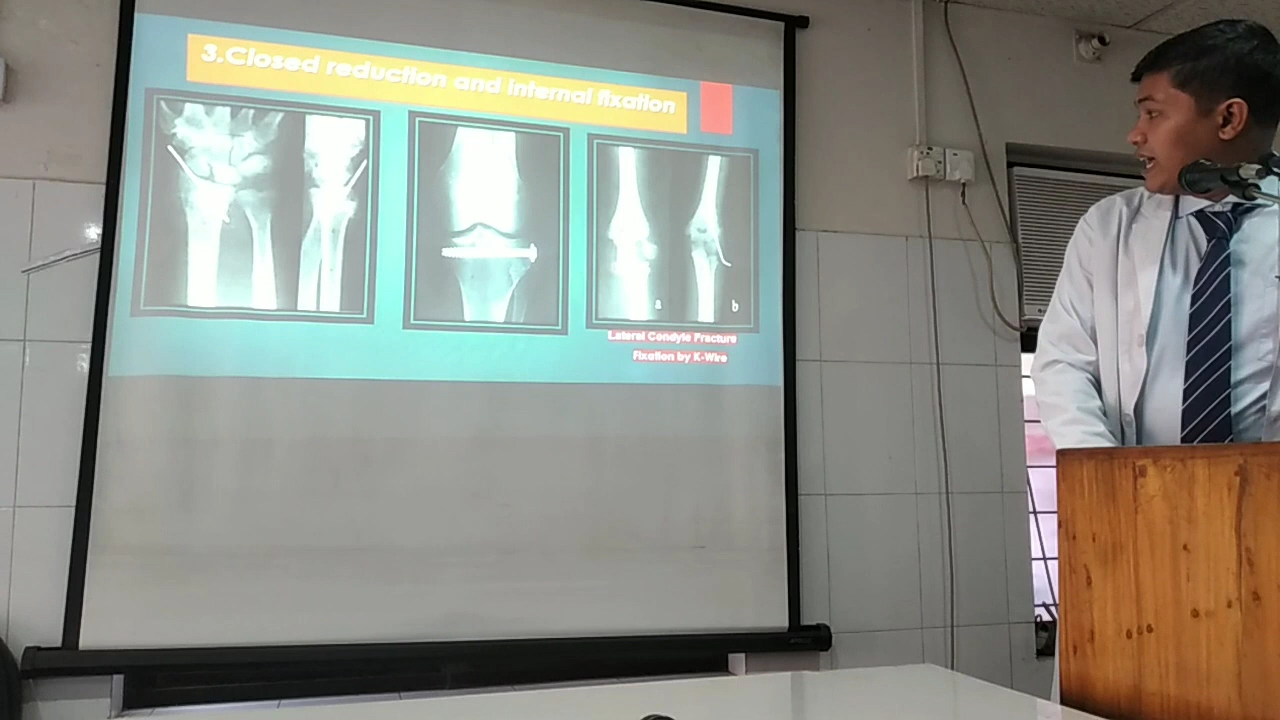 3.Closed reduction and internal fixation
a
b
Lateral Condyle Fracture
Fixation by K-Wire